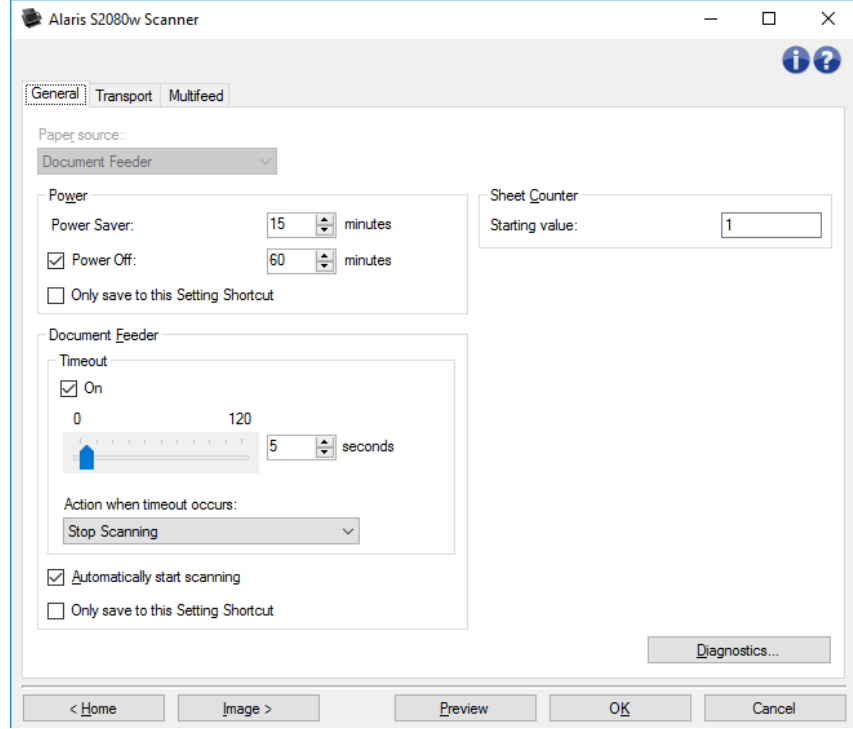 Alaris S2080w Scanner
General Transport Multifeed
Paper source:
Document Feeder
Power
Power Saver: 15 minutes
Power Off: 60 minutes
Only save to this Setting Shortcut
Sheet Counter
Starting value: 1
Document Feeder
Timeout
On
0 120
5 seconds
Action when timeout occurs:
Stop Scanning
Automatically start scanning
Only save to this Setting Shortcut
Diagnostics...
< Home Image > Preview OK Cancel